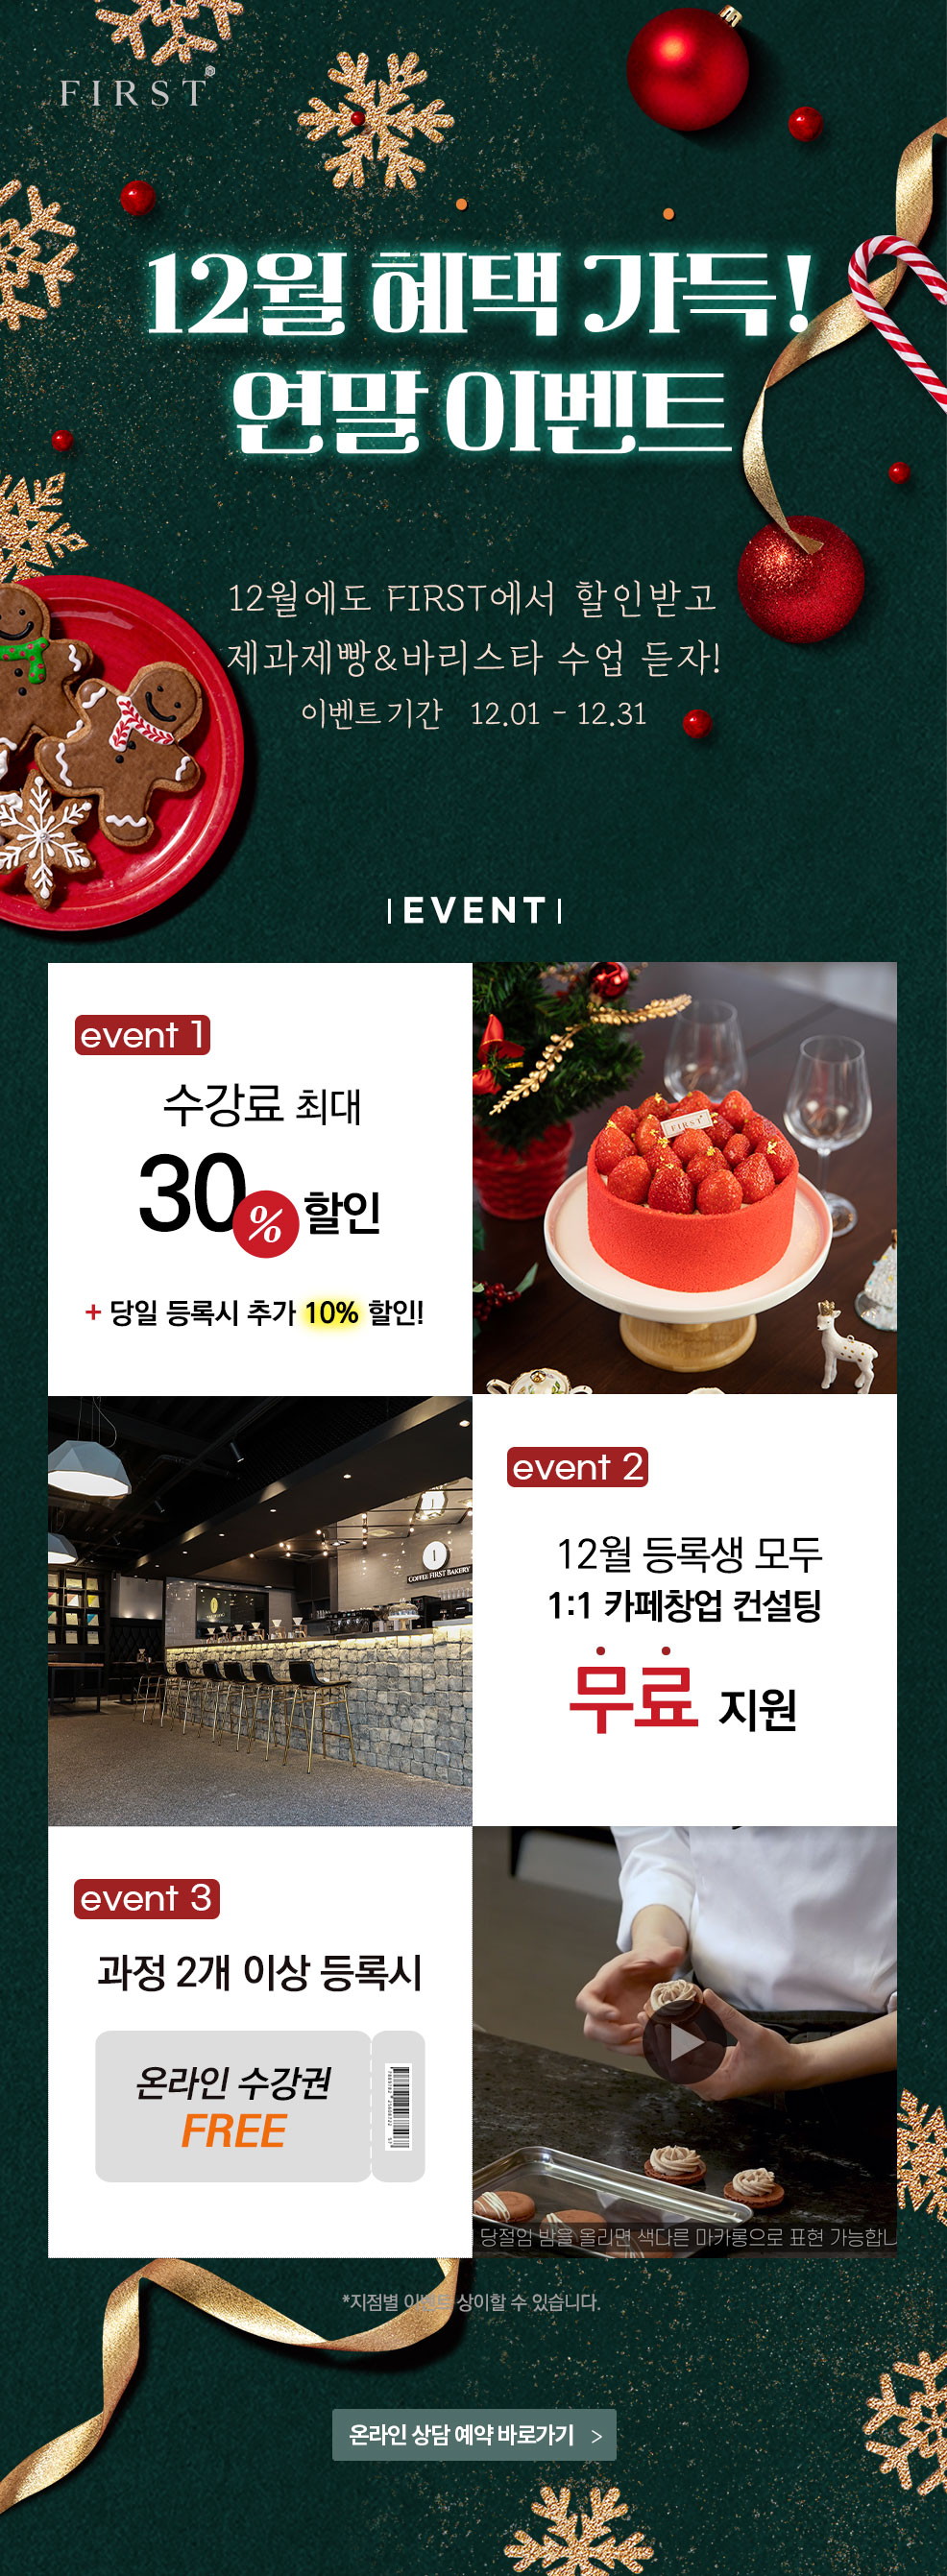 FIRST
12월 혜택 가득!
연말 이벤트
12월에도 FIRST에서 할인받고
제과제빵&바리스타 수업 듣자!
이벤트 기간 12.01 - 12.31
EVENT
event 1
수강료 최대
30% 할인
+ 당일 등록시 추가 10% 할인!
FIRST
COFFEE FIRST BAKERY
event 2
12월 등록생 모두
1:1 카페창업 컨설팅
무료 지원
event 3
과정 2개 이상 등록시
온라인 수강권
FREE
당절임 밤을 올리면 색다른 마카롱으로 표현 가능합니
*지점별 이벤트 상이할 수 있습니다.
온라인 상담 예약 바로가기 >